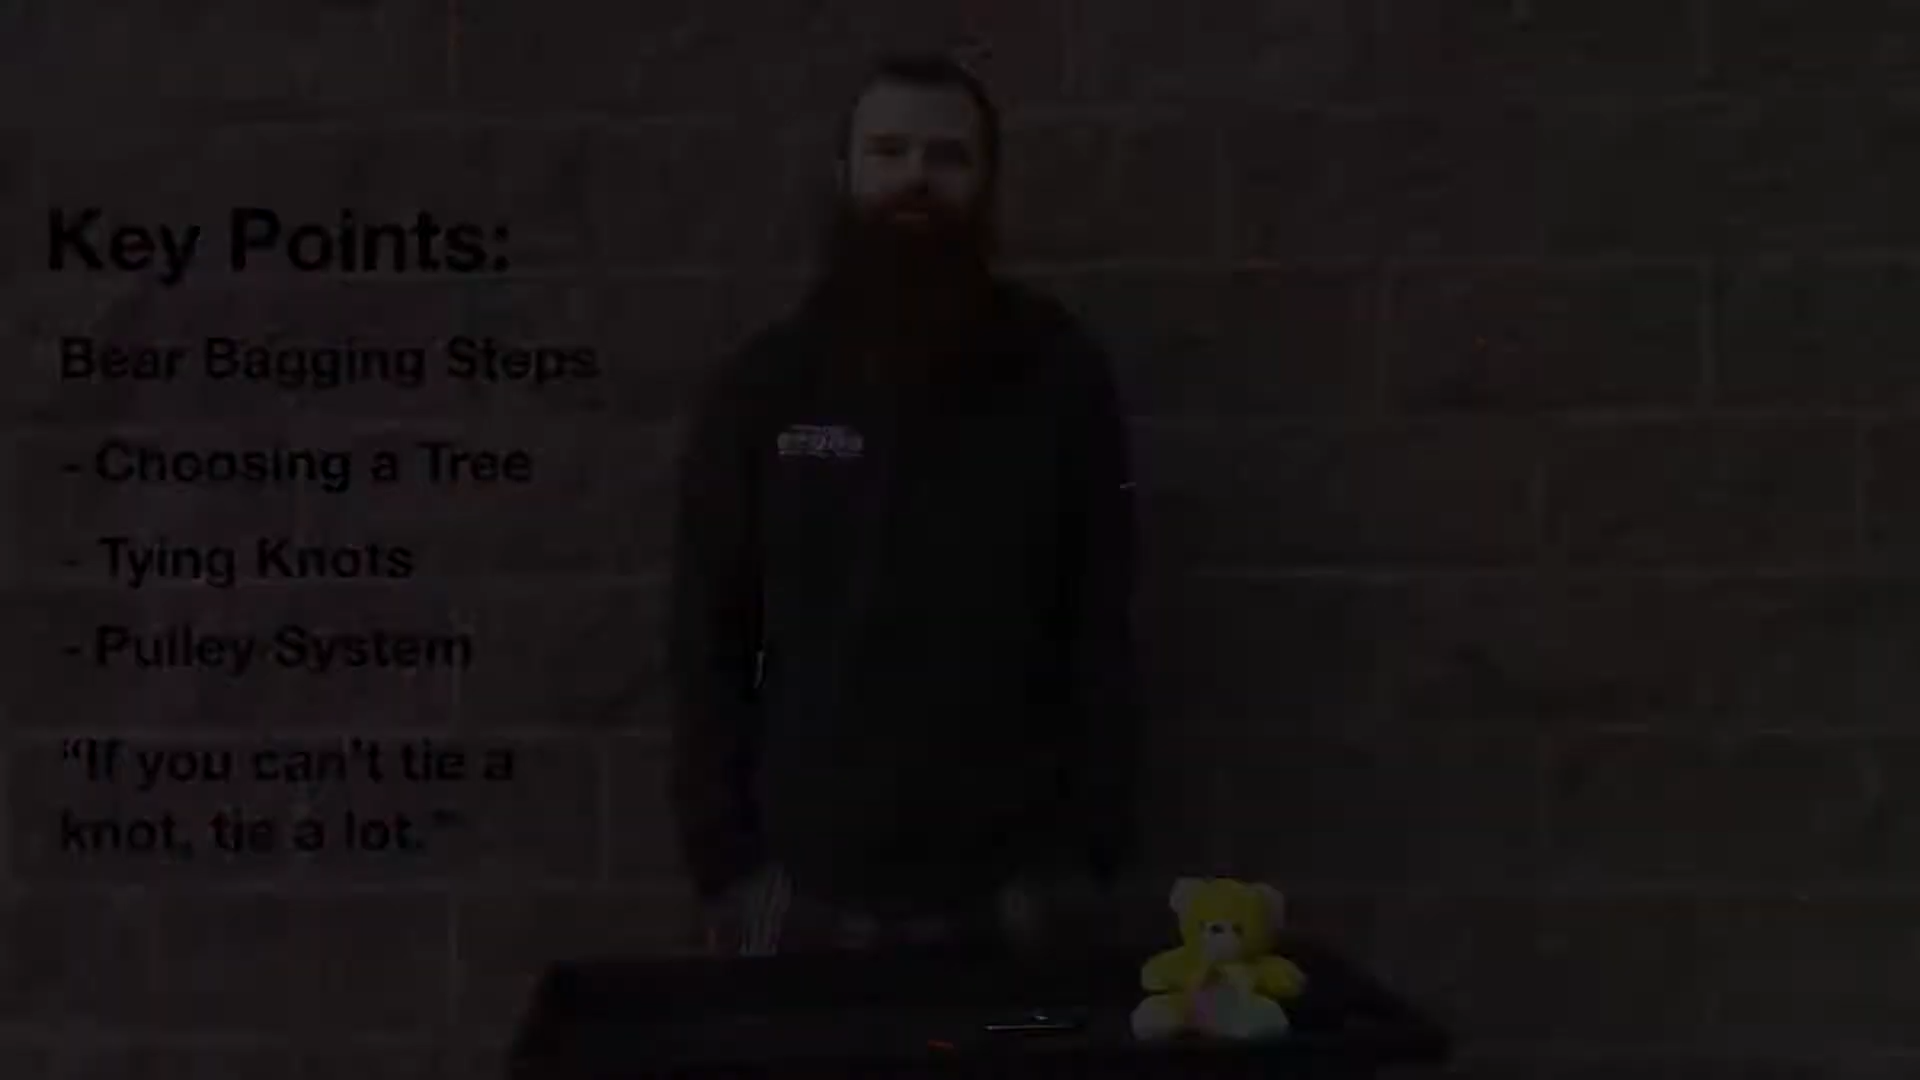 Key Points:
Bear Bagging Steps
- Choosing a Tree
- Tying Knots
- Pulley System
“If you can't tie a
knot, tie a lot.”